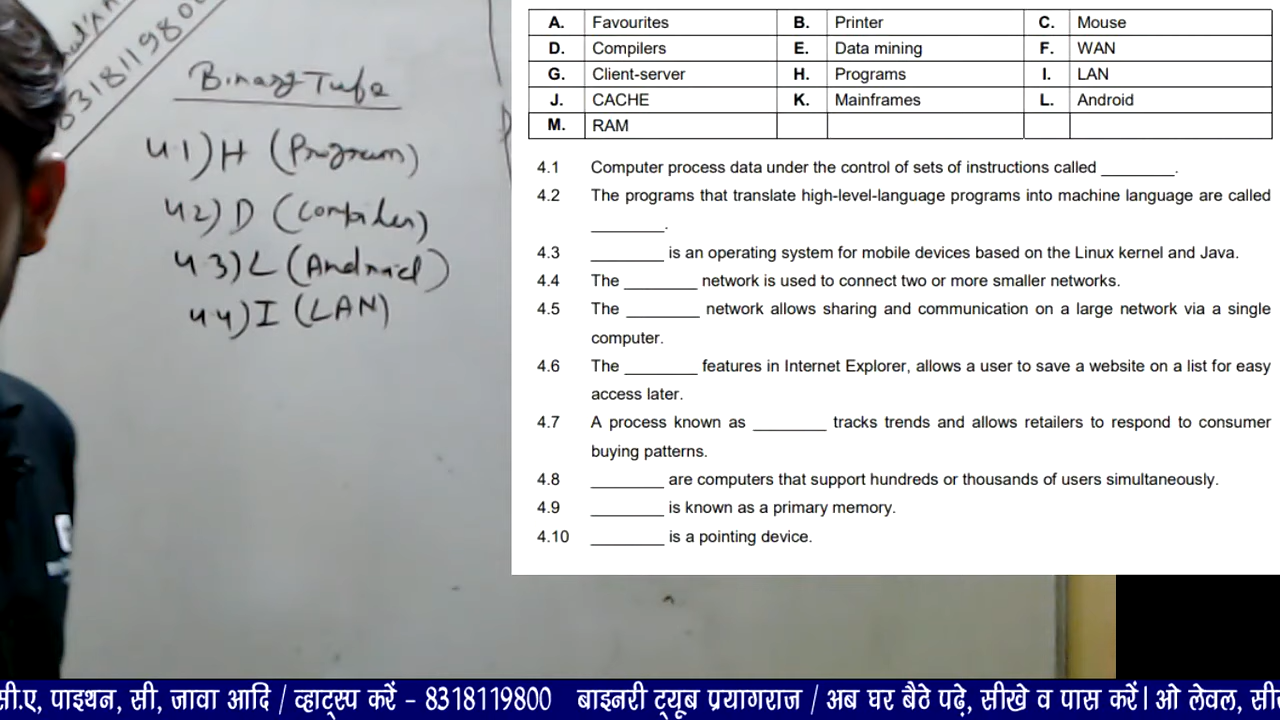 8318119800
Binary Tube
4.1) H (Program)
4.2) D (Compiler)
4.3) L (Android)
4.4) I (LAN)
A. Favourites B. Printer C. Mouse
D. Compilers E. Data mining F. WAN
G. Client-server H. Programs I. LAN
J. CACHE K. Mainframes L. Android
M. RAM
4.1 Computer process data under the control of sets of instructions called ________.
4.2 The programs that translate high-level-language programs into machine language are called
________.
4.3 ________ is an operating system for mobile devices based on the Linux kernel and Java.
4.4 The ________ network is used to connect two or more smaller networks.
4.5 The ________ network allows sharing and communication on a large network via a single
computer.
4.6 The ________ features in Internet Explorer, allows a user to save a website on a list for easy
access later.
4.7 A process known as ________ tracks trends and allows retailers to respond to consumer
buying patterns.
4.8 ________ are computers that support hundreds or thousands of users simultaneously.
4.9 ________ is known as a primary memory.
4.10 ________ is a pointing device.
सी.ए, पाइथन, सी, जावा आदि / व्हाट्स्प करें - 8318119800 बाइनरी ट्यूब प्रयागराज / अब घर बैठे पढ़े, सीखे व पास करें। ओ लेवल,